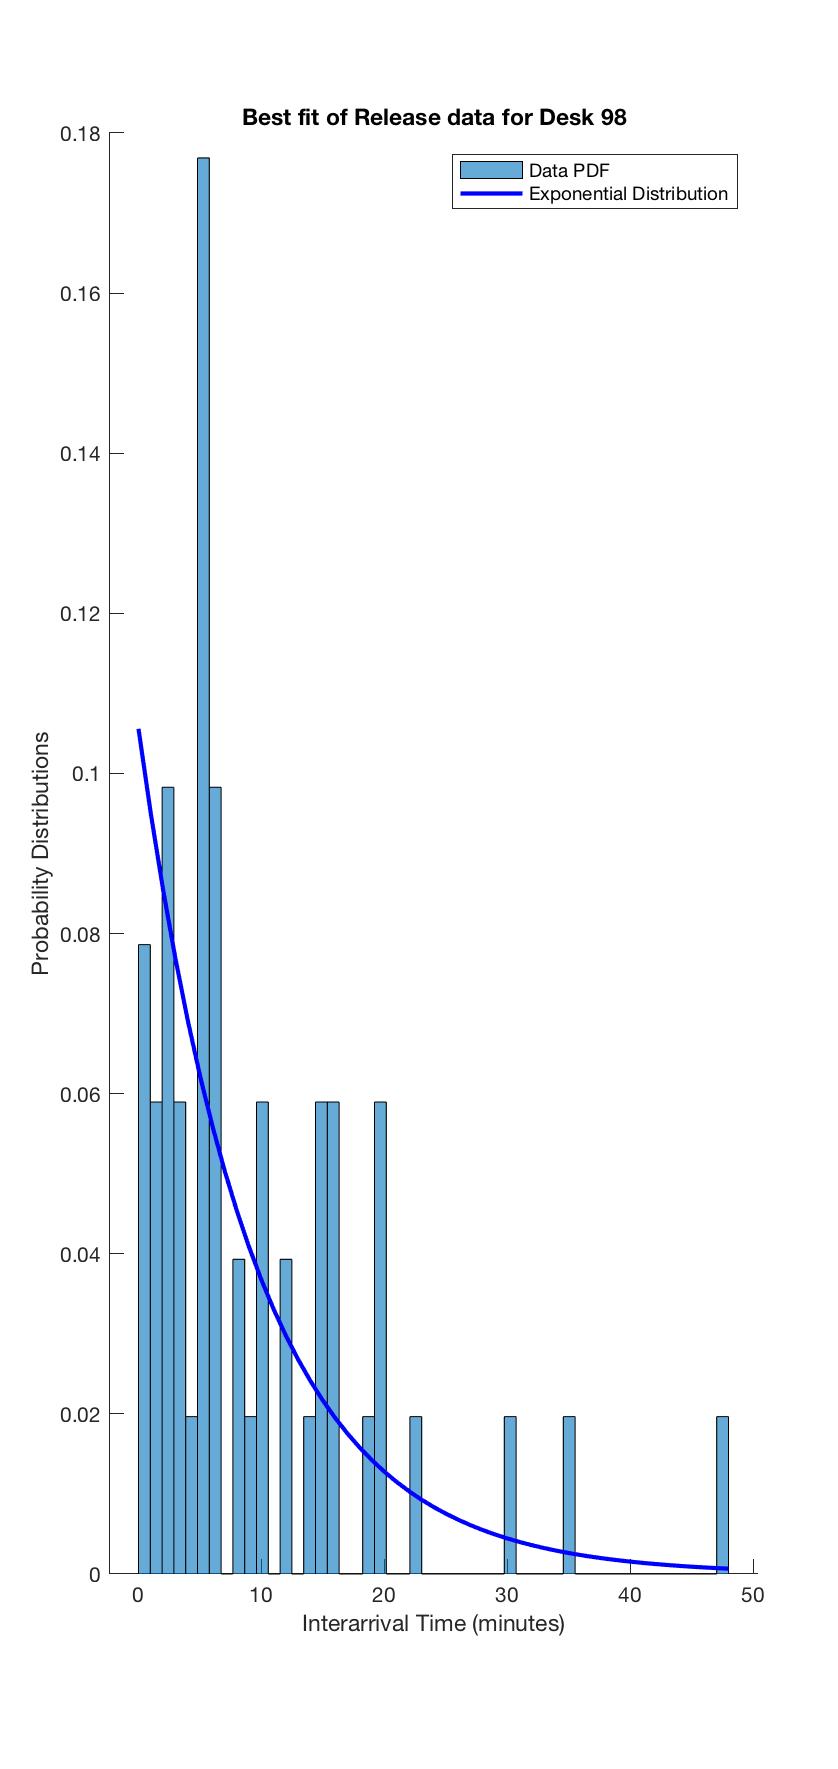 Best fit of Release data for Desk 98
Data PDF
Exponential Distribution
0.18
0.16
0.14
0.12
0.1
0.08
0.06
0.04
0.02
0
Probability Distributions
0 10 20 30 40 50
Interarrival Time (minutes)